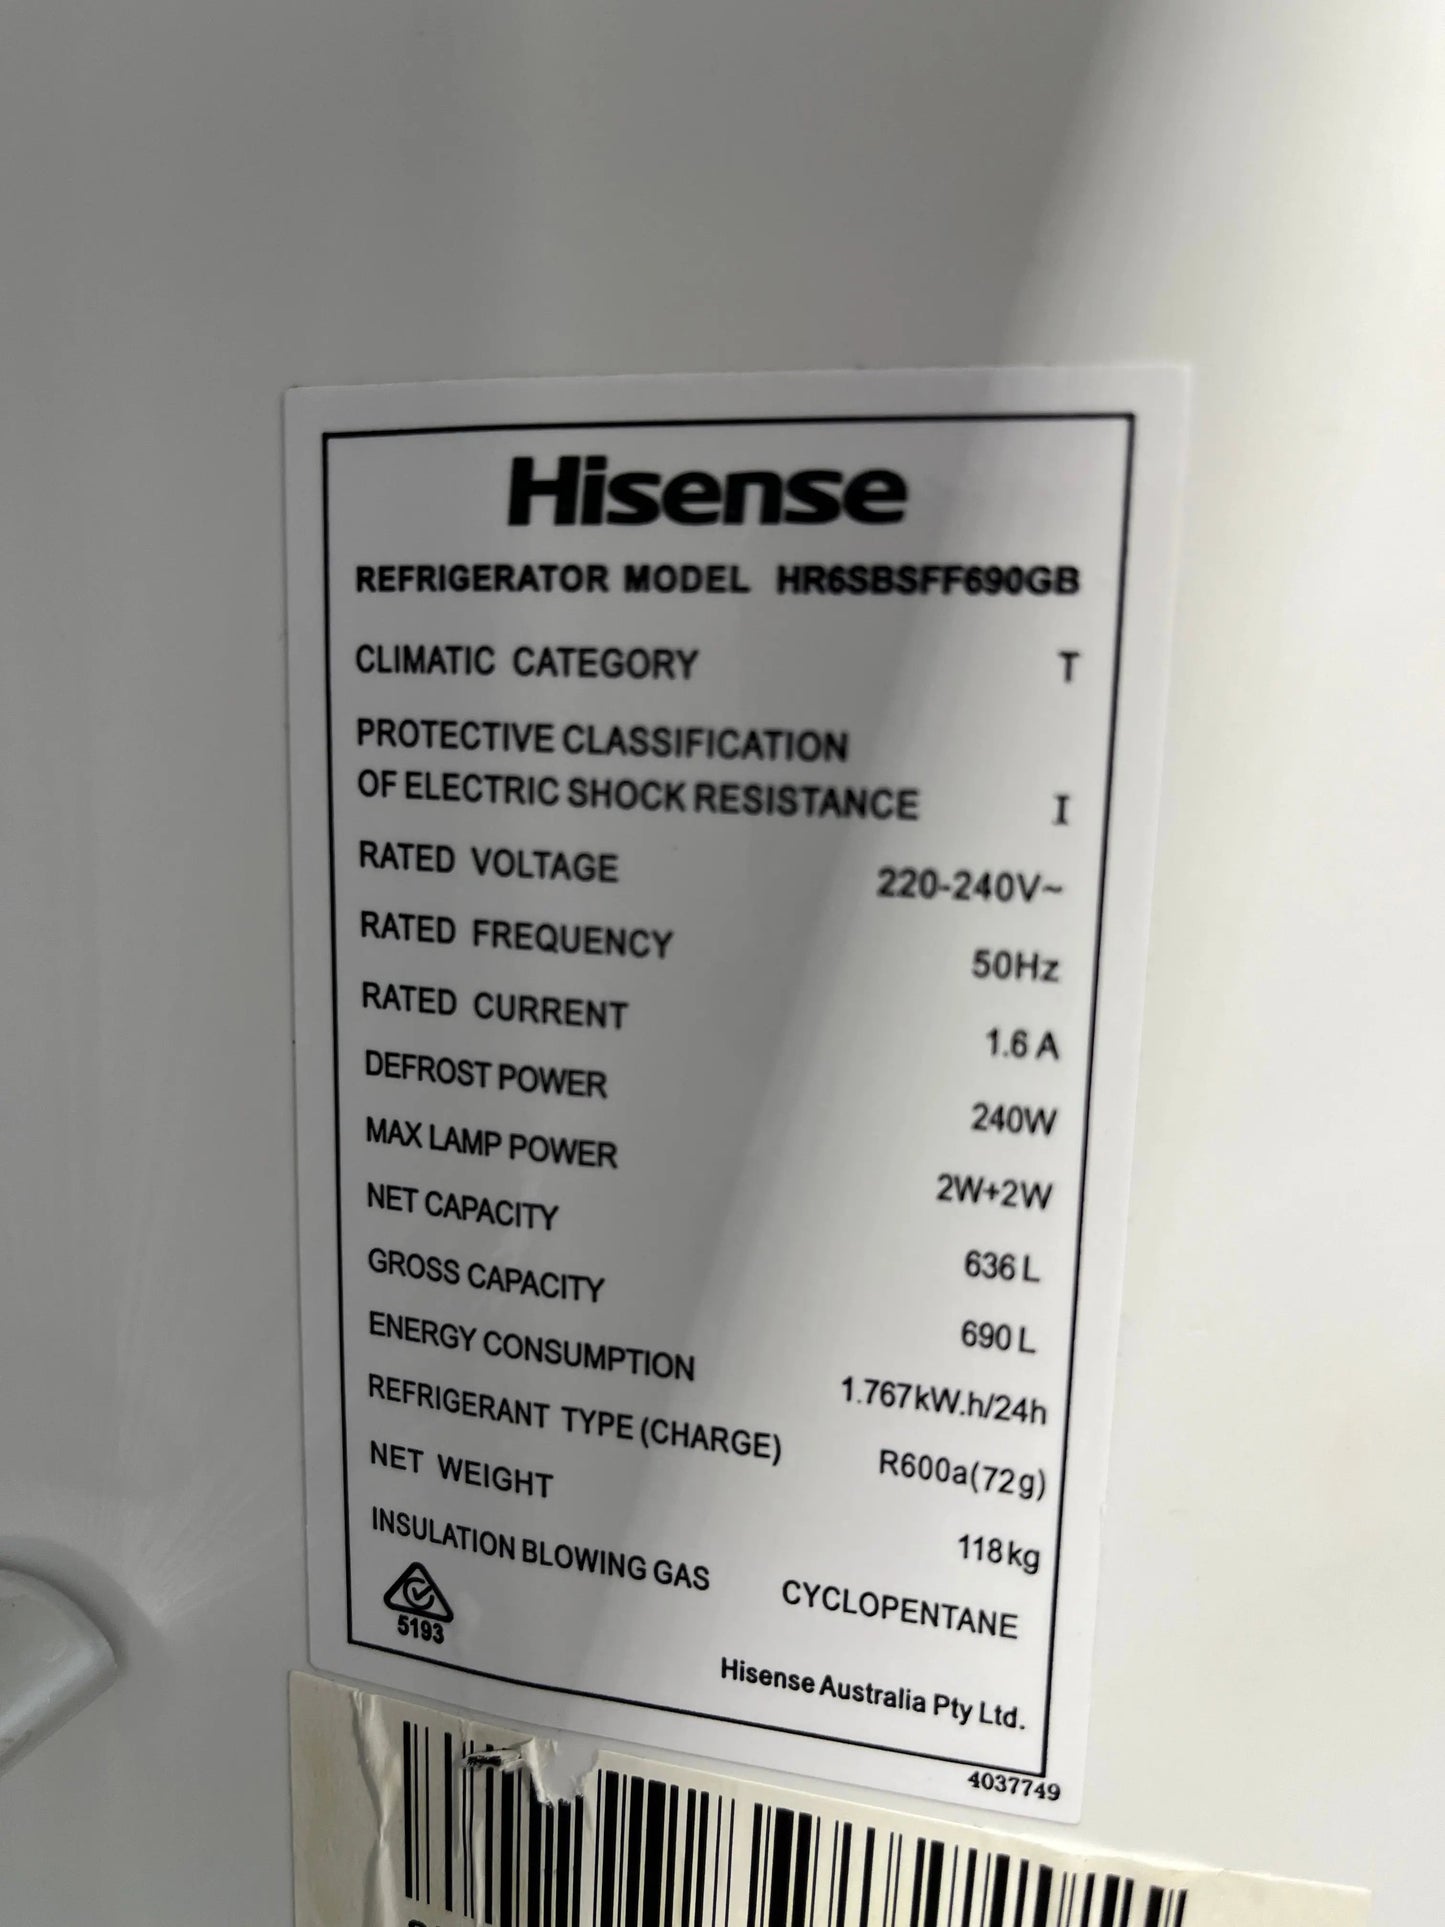 Hisense
REFRIGERATOR MODEL HR6SBSFF690GB
CLIMATIC CATEGORY T
PROTECTIVE CLASSIFICATION
OF ELECTRIC SHOCK RESISTANCE I
RATED VOLTAGE 220-240V~
RATED FREQUENCY 50Hz
RATED CURRENT 1.6 A
DEFROST POWER 240W
MAX LAMP POWER 2W+2W
NET CAPACITY 636 L
GROSS CAPACITY 690 L
ENERGY CONSUMPTION 1.767kW.h/24h
REFRIGERANT TYPE (CHARGE) R600a(72g)
NET WEIGHT 118kg
INSULATION BLOWING GAS CYCLOPENTANE
5193
Hisense Australia Pty Ltd.
4037749